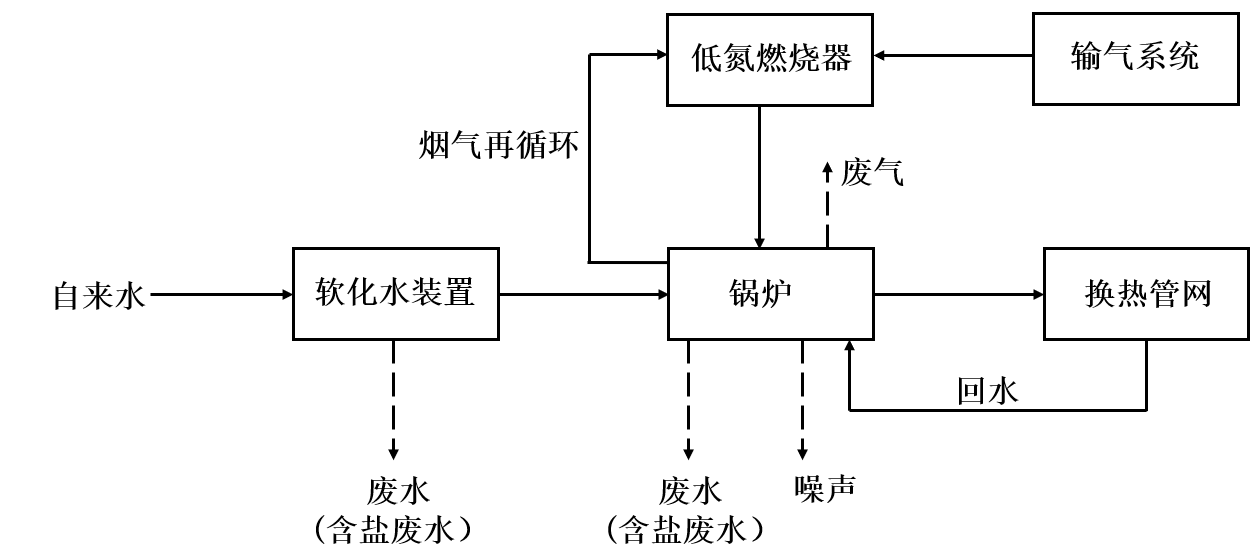 低氮燃烧器
输气系统
烟气再循环
废气
自来水
软化水装置
锅炉
换热管网
回水
废水
(含盐废水)
废水
(含盐废水)
噪声